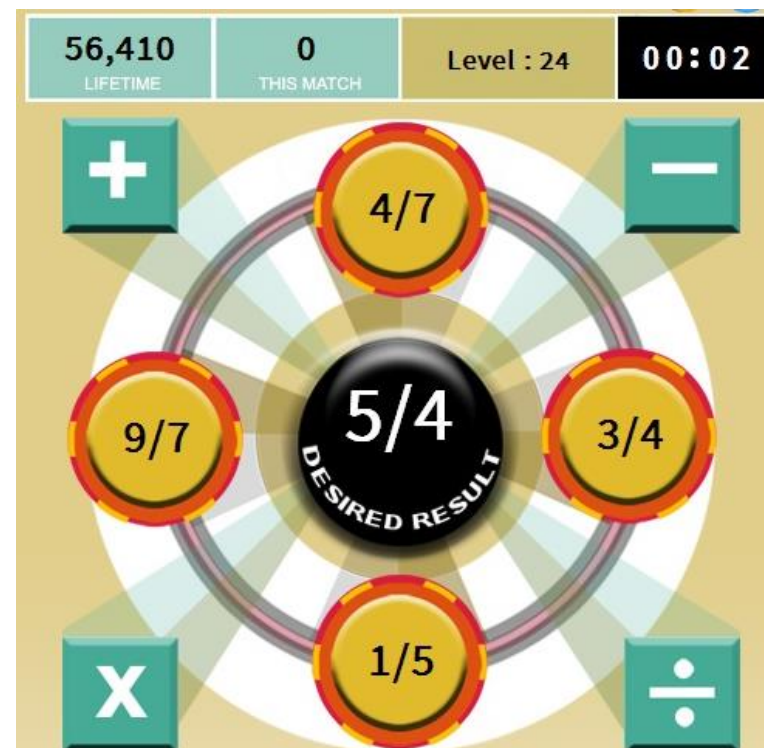 56,410 0 Level : 24 00:02
LIFETIME THIS MATCH
+ −
4/7
9/7 5/4 3/4
DESIRED RESULT
1/5
X ÷